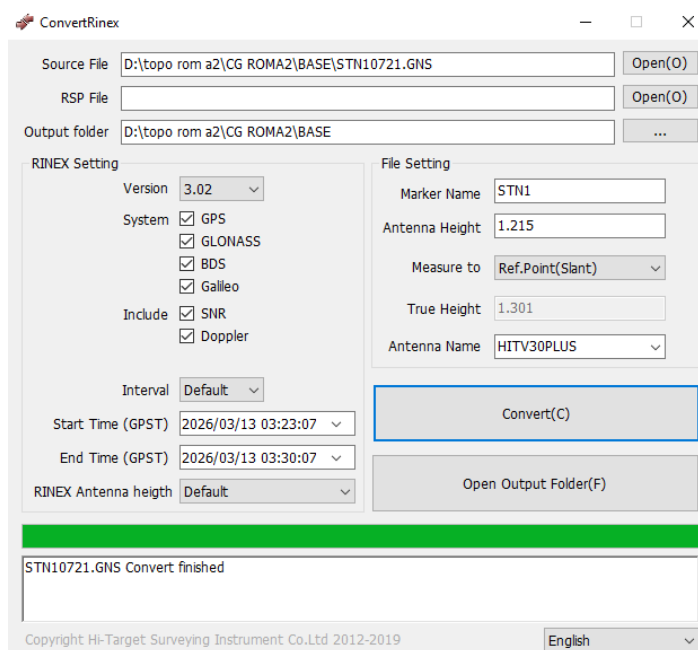 ConvertRinex
Source File D:\topo rom a2\CG ROMA2\BASE\STN10721.GNS Open(O)
RSP File Open(O)
Output folder D:\topo rom a2\CG ROMA2\BASE ...
RINEX Setting
Version 3.02
System GPS
GLONASS
BDS
Galileo
Include SNR
Doppler
Interval Default
Start Time (GPST) 2026/03/13 03:23:07
End Time (GPST) 2026/03/13 03:30:07
RINEX Antenna heigth Default
File Setting
Marker Name STN1
Antenna Height 1.215
Measure to Ref.Point(Slant)
True Height 1.301
Antenna Name HITV30PLUS
Convert(C)
Open Output Folder(F)
STN10721.GNS Convert finished
Copyright Hi-Target Surveying Instrument Co.Ltd 2012-2019
English